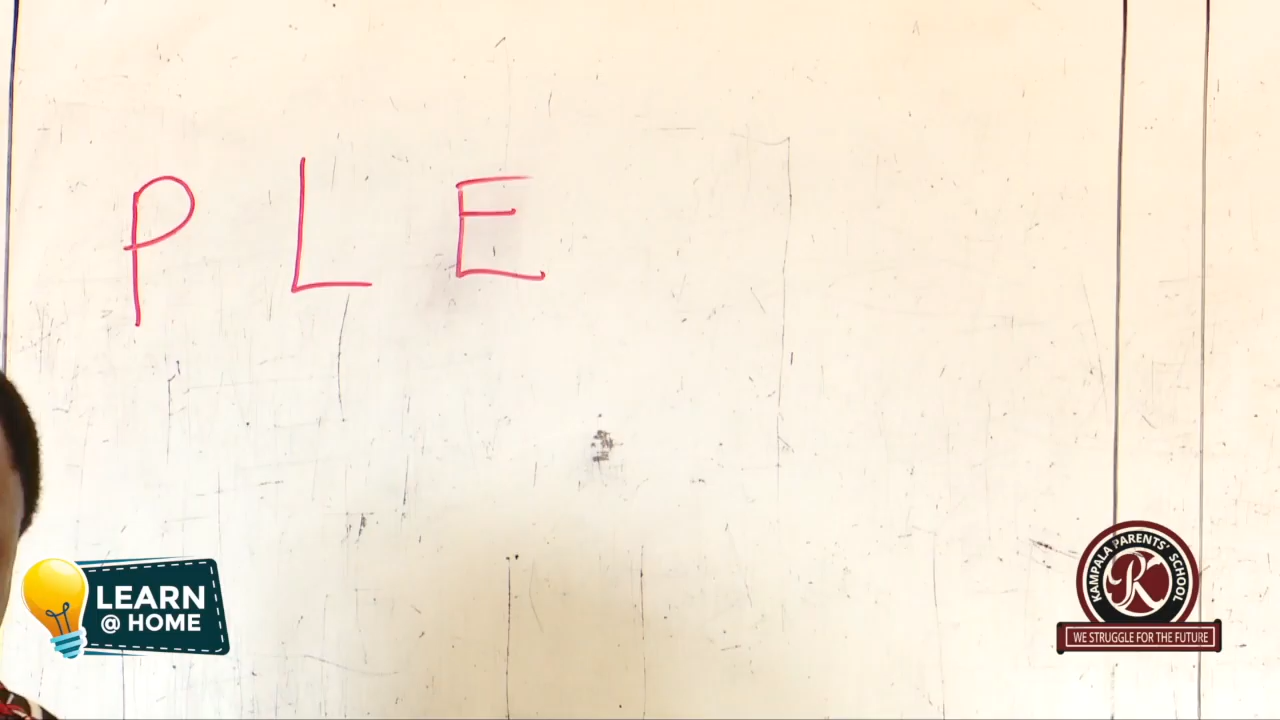 P L E
LEARN
@ HOME
KAMPALA PARENTS' SCHOOL
WE STRUGGLE FOR THE FUTURE